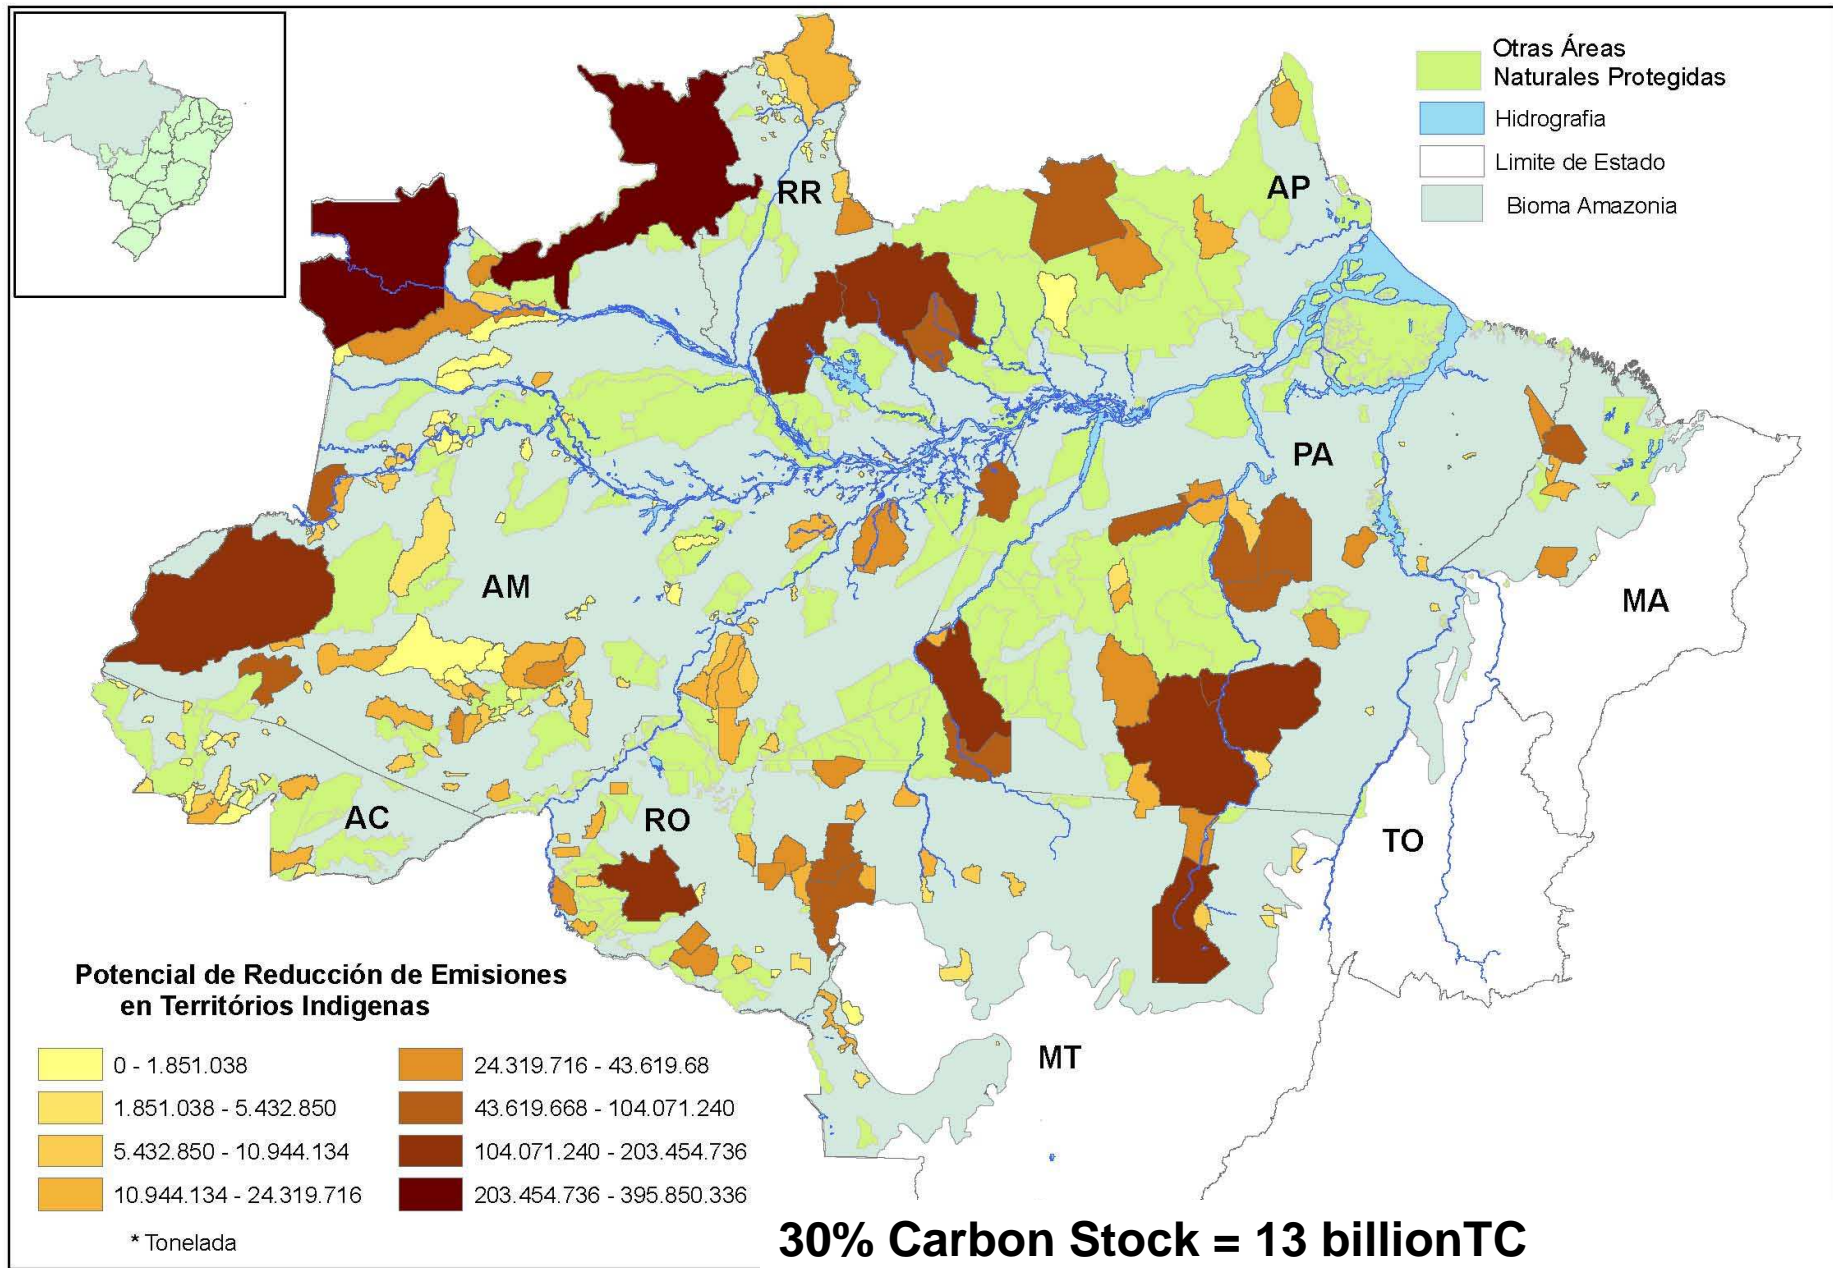 Otras Áreas
Naturales Protegidas
Hidrografia
Limite de Estado
Bioma Amazonia
RR
AP
PA
AM
MA
AC
RO
TO
MT
Potencial de Reducción de Emisiones
en Territórios Indigenas
0 - 1.851.038
1.851.038 - 5.432.850
5.432.850 - 10.944.134
10.944.134 - 24.319.716
24.319.716 - 43.619.68
43.619.668 - 104.071.240
104.071.240 - 203.454.736
203.454.736 - 395.850.336
* Tonelada
30% Carbon Stock = 13 billionTC